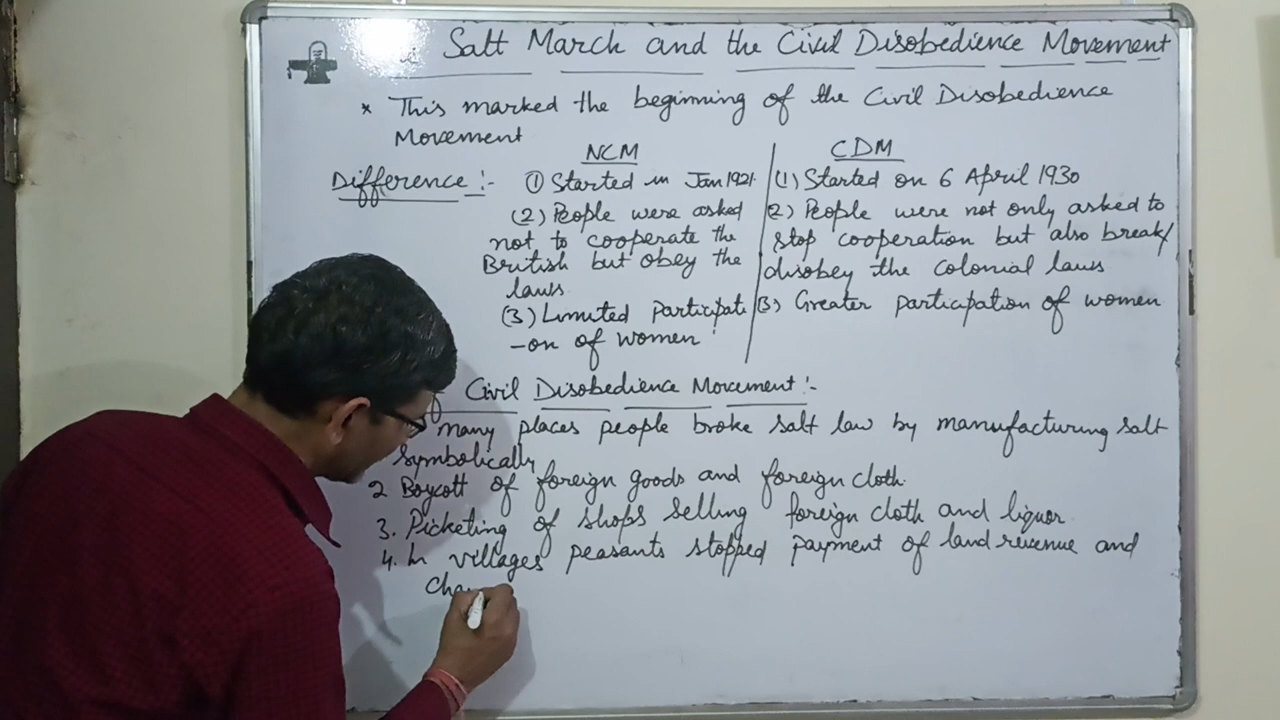 Salt March and the Civil Disobedience Movement
* This marked the beginning of the Civil Disobedience
Movement
Difference :-
NCM
① Started in Jan 1921
(2) People were asked
not to cooperate the
British but obey the
laws
(3) Limited participati
-on of women
CDM
(1) Started on 6 April 1930
(2) People were not only asked to
stop cooperation but also break/
disobey the colonial laws
(3) Greater participation of women
Civil Disobedience Movement :-
many places people broke salt law by manufacturing salt
symbolically
2 Boycott of foreign goods and foreign cloth.
3. Picketing of shops selling foreign cloth and liquor
4. In villages peasants stopped payment of land revenue and